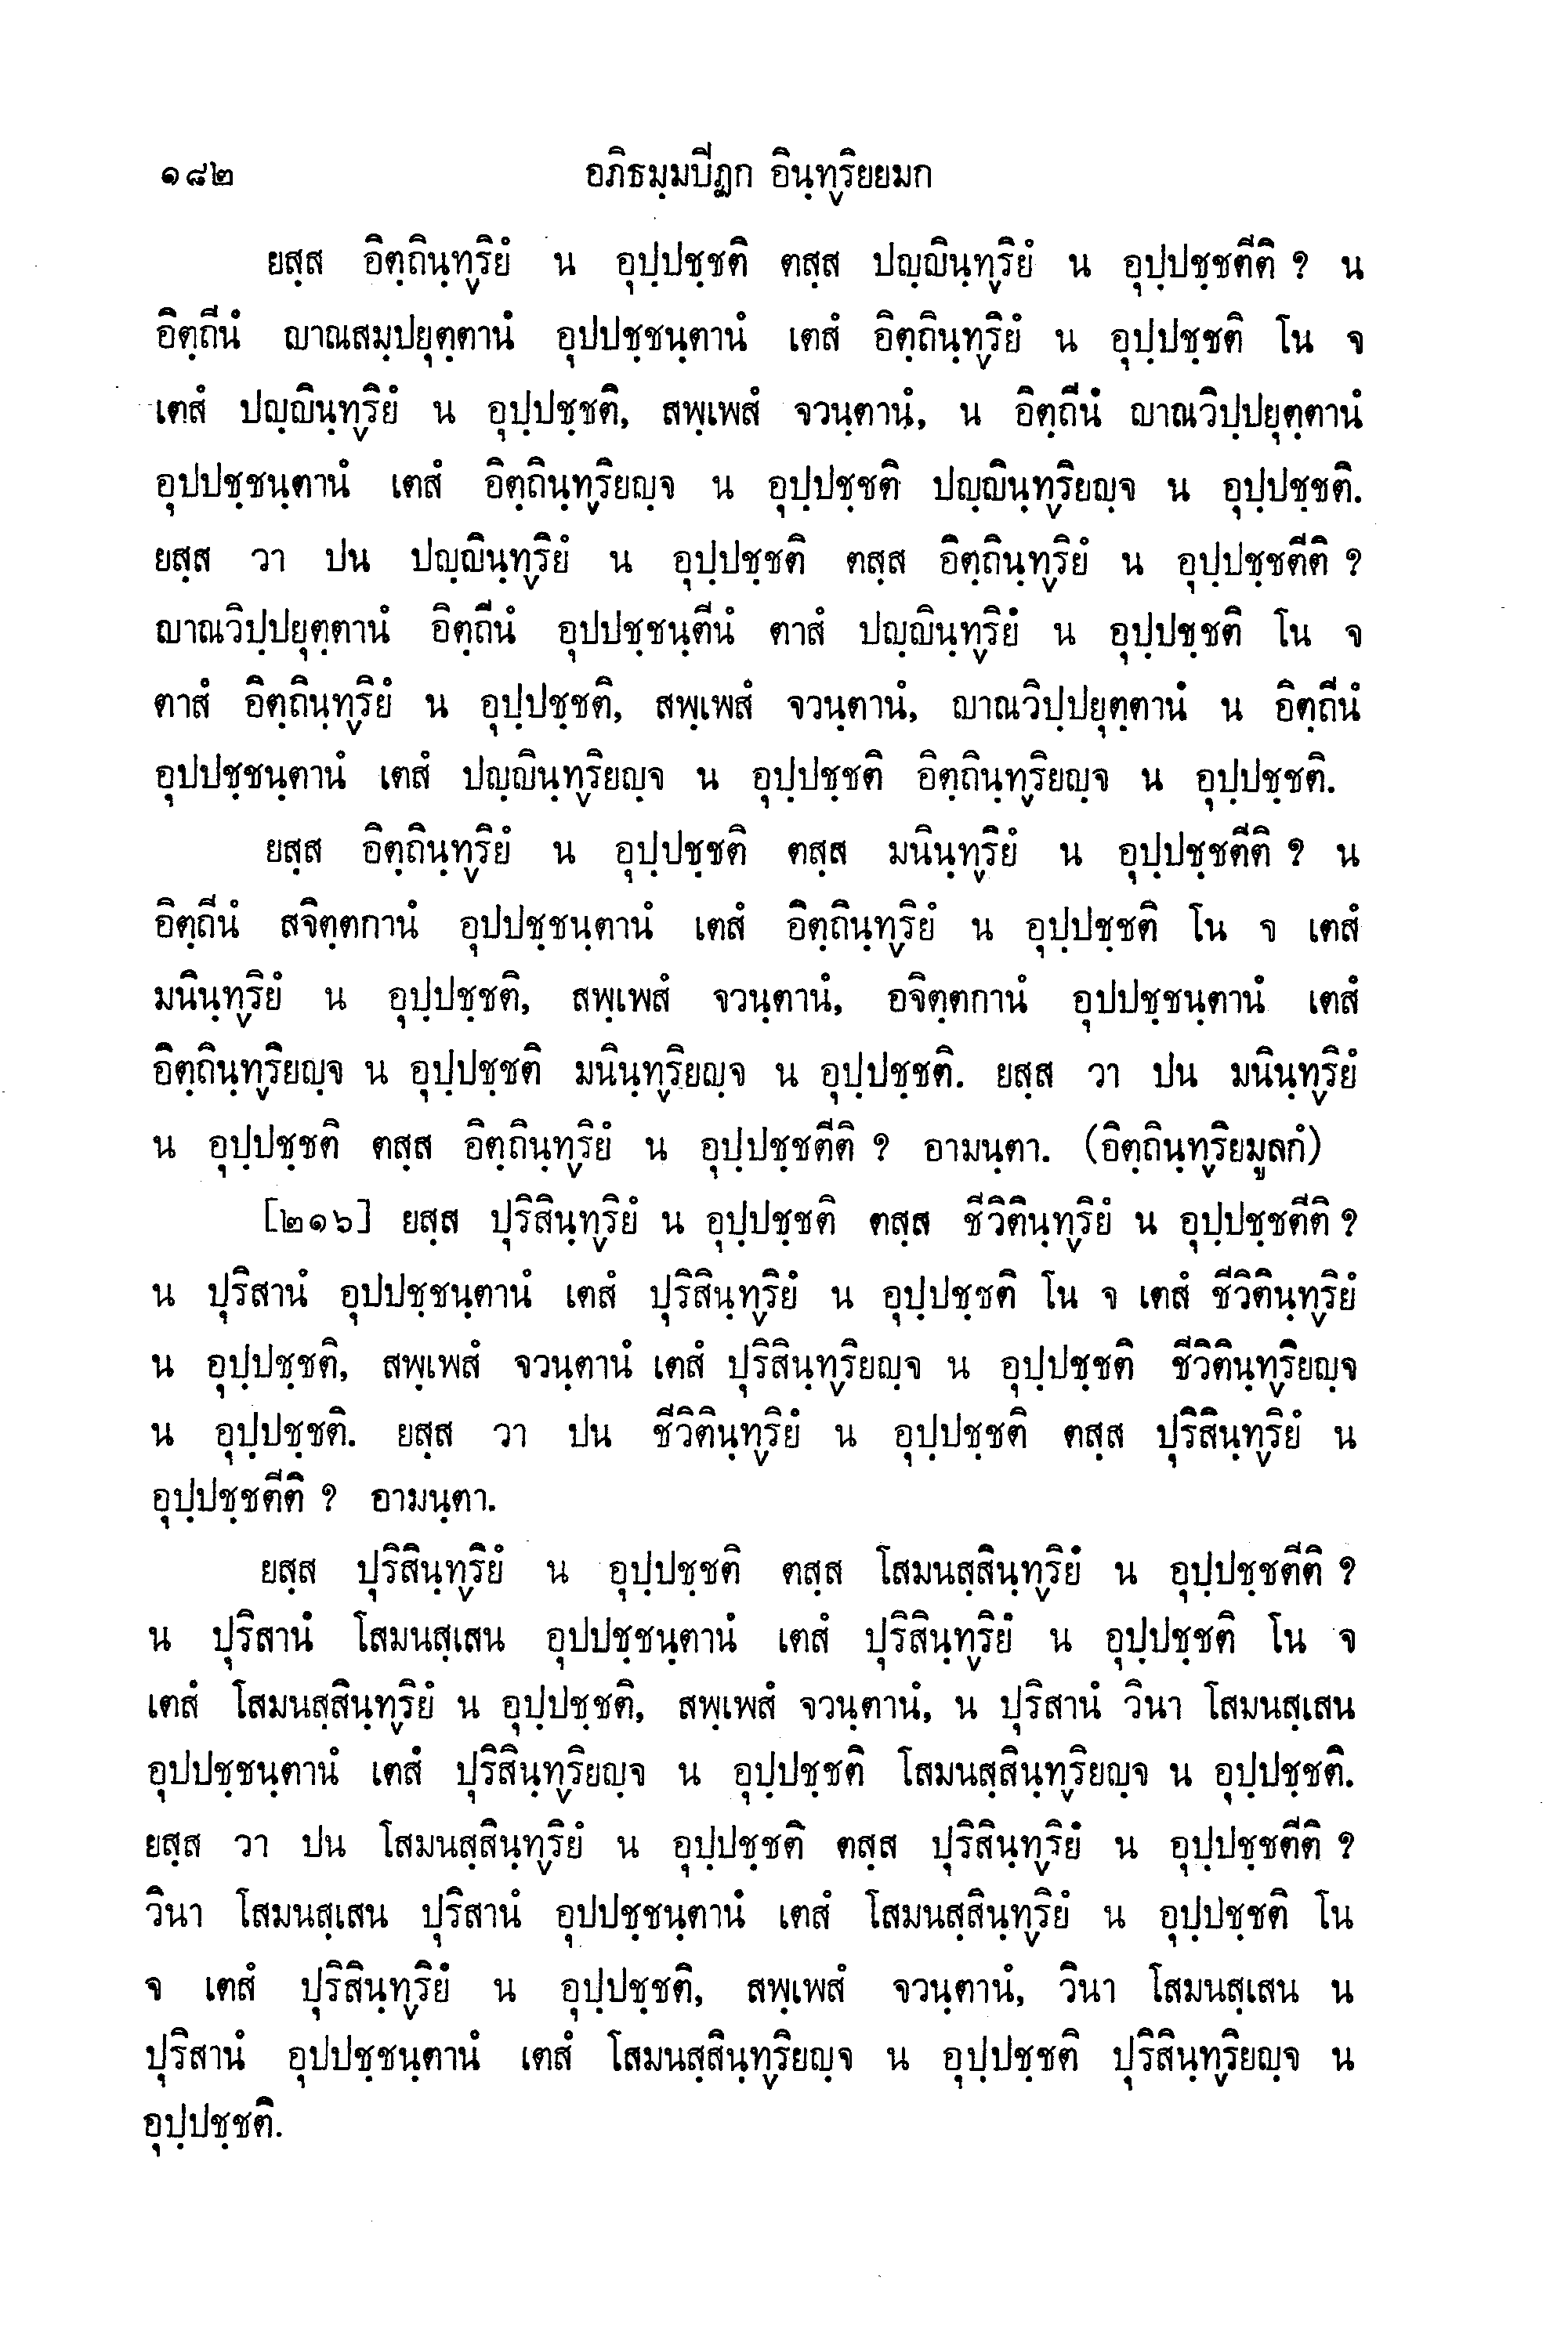 ๑๘๒ อภิธมฺมปีฏก อินฺทฺริยยมก
ยสฺส อิตฺถินฺทฺริยํ น อุปฺปชฺชติ ตสฺส ปญฺญินฺทฺริยํ น อุปฺปชฺชตีติ ? น
อิตฺถีนํ ญาณสมฺปยุตฺตานํ อุปปชฺชนฺตานํ เตสํ อิตฺถินฺทฺริยํ น อุปฺปชฺชติ โน จ
เตสํ ปญฺญินฺทฺริยํ น อุปฺปชฺชติ, สพฺเพสํ จวนฺตานํ, น อิตฺถีนํ ญาณวิปฺปยุตฺตานํ
อุปปชฺชนฺตานํ เตสํ อิตฺถินฺทฺริยญฺจ น อุปฺปชฺชติ ปญฺญินฺทฺริยญฺจ น อุปฺปชฺชติ.
ยสฺส วา ปน ปญฺญินฺทฺริยํ น อุปฺปชฺชติ ตสฺส อิตฺถินฺทฺริยํ น อุปฺปชฺชตีติ ?
ญาณวิปฺปยุตฺตานํ อิตฺถีนํ อุปปชฺชนฺตีนํ ตาสํ ปญฺญินฺทฺริยํ น อุปฺปชฺชติ โน จ
ตาสํ อิตฺถินฺทฺริยํ น อุปฺปชฺชติ, สพฺเพสํ จวนฺตานํ, ญาณวิปฺปยุตฺตานํ น อิตฺถีนํ
อุปปชฺชนฺตานํ เตสํ ปญฺญินฺทฺริยญฺจ น อุปฺปชฺชติ อิตฺถินฺทฺริยญฺจ น อุปฺปชฺชติ.
ยสฺส อิตฺถินฺทฺริยํ น อุปฺปชฺชติ ตสฺส มนินฺทฺริยํ น อุปฺปชฺชตีติ ? น
อิตฺถีนํ สจิตฺตกานํ อุปปชฺชนฺตานํ เตสํ อิตฺถินฺทฺริยํ น อุปฺปชฺชติ โน จ เตสํ
มนินฺทฺริยํ น อุปฺปชฺชติ, สพฺเพสํ จวนฺตานํ, อจิตฺตกานํ อุปปชฺชนฺตานํ เตสํ
อิตฺถินฺทฺริยญฺจ น อุปฺปชฺชติ มนินฺทฺริยญฺจ น อุปฺปชฺชติ. ยสฺส วา ปน มนินฺทฺริยํ
น อุปฺปชฺชติ ตสฺส อิตฺถินฺทฺริยํ น อุปฺปชฺชตีติ ? อามนฺตา. (อิตฺถินฺทฺริยมูลกํ)
[๒๑๖] ยสฺส ปุริสินฺทฺริยํ น อุปฺปชฺชติ ตสฺส ชีวิตินฺทฺริยํ น อุปฺปชฺชตีติ ?
น ปุริสานํ อุปปชฺชนฺตานํ เตสํ ปุริสินฺทฺริยํ น อุปฺปชฺชติ โน จ เตสํ ชีวิตินฺทฺริยํ
น อุปฺปชฺชติ, สพฺเพสํ จวนฺตานํ เตสํ ปุริสินฺทฺริยญฺจ น อุปฺปชฺชติ ชีวิตินฺทฺริยญฺจ
น อุปฺปชฺชติ. ยสฺส วา ปน ชีวิตินฺทฺริยํ น อุปฺปชฺชติ ตสฺส ปุริสินฺทฺริยํ น
อุปฺปชฺชตีติ ? อามนฺตา.
ยสฺส ปุริสินฺทฺริยํ น อุปฺปชฺชติ ตสฺส โสมนสฺสินฺทฺริยํ น อุปฺปชฺชตีติ ?
น ปุริสานํ โสมนสฺเสน อุปปชฺชนฺตานํ เตสํ ปุริสินฺทฺริยํ น อุปฺปชฺชติ โน จ
เตสํ โสมนสฺสินฺทฺริยํ น อุปฺปชฺชติ, สพฺเพสํ จวนฺตานํ, น ปุริสานํ วินา โสมนสฺเสน
อุปปชฺชนฺตานํ เตสํ ปุริสินฺทฺริยญฺจ น อุปฺปชฺชติ โสมนสฺสินฺทฺริยญฺจ น อุปฺปชฺชติ.
ยสฺส วา ปน โสมนสฺสินฺทฺริยํ น อุปฺปชฺชติ ตสฺส ปุริสินฺทฺริยํ น อุปฺปชฺชตีติ ?
วินา โสมนสฺเสน ปุริสานํ อุปปชฺชนฺตานํ เตสํ โสมนสฺสินฺทฺริยํ น อุปฺปชฺชติ โน
จ เตสํ ปุริสินฺทฺริยํ น อุปฺปชฺชติ, สพฺเพสํ จวนฺตานํ, วินา โสมนสฺเสน น
ปุริสานํ อุปปชฺชนฺตานํ เตสํ โสมนสฺสินฺทฺริยญฺจ น อุปฺปชฺชติ ปุริสินฺทฺริยญฺจ น
อุปฺปชฺชติ.